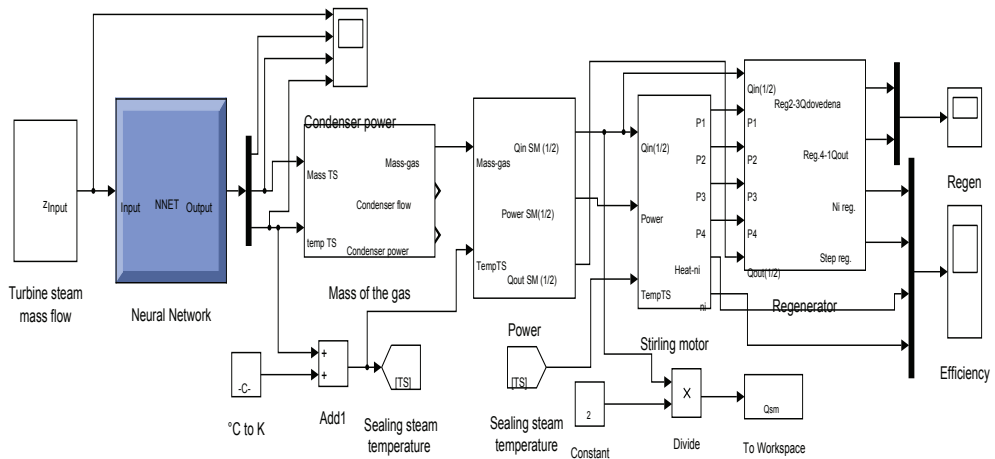 Condenser power
zInput
Input
NNET
Output
Turbine steam
mass flow
Neural Network
Mass TS
temp TS
Mass-gas
Condenser flow
Condenser power
Mass of the gas
Mass-gas
TempTS
Qin SM (1/2)
Power SM(1/2)
Qout SM (1/2)
Power
Qin(1/2)
Power
TempTS
P1
P2
P3
P4
Heat-ni
ni
Stirling motor
Qin(1/2)
P1
P2
P3
P4
Qout(1/2)
Reg2-3Qdovedena
Reg.4-1Qout
Ni reg.
Step reg.
Regenerator
Regen
Efficiency
-C-
°C to K
+
+
Add1
[TS]
Sealing steam
temperature
[TS]
Sealing steam
temperature
2
Constant
X
Divide
Qsm
To Workspace